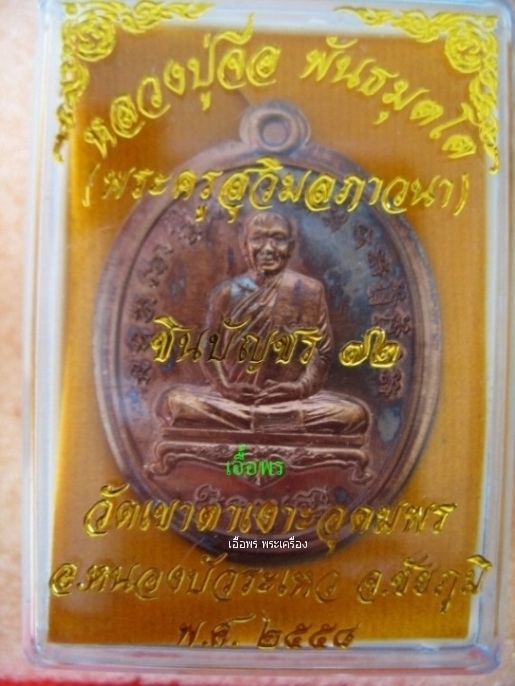 หลวงปู่จือ พันธมุตโต
(พระครูสุวิมลภาวนา)
ชินบัญชร ๗๒
เอื้อพร
วัดเขาตาเงาะอุดมพร
เอื้อพร พระเครื่อง
อ.หนองบัวระเหว จ.ชัยภูมิ
พ.ศ. ๒๕๕๔